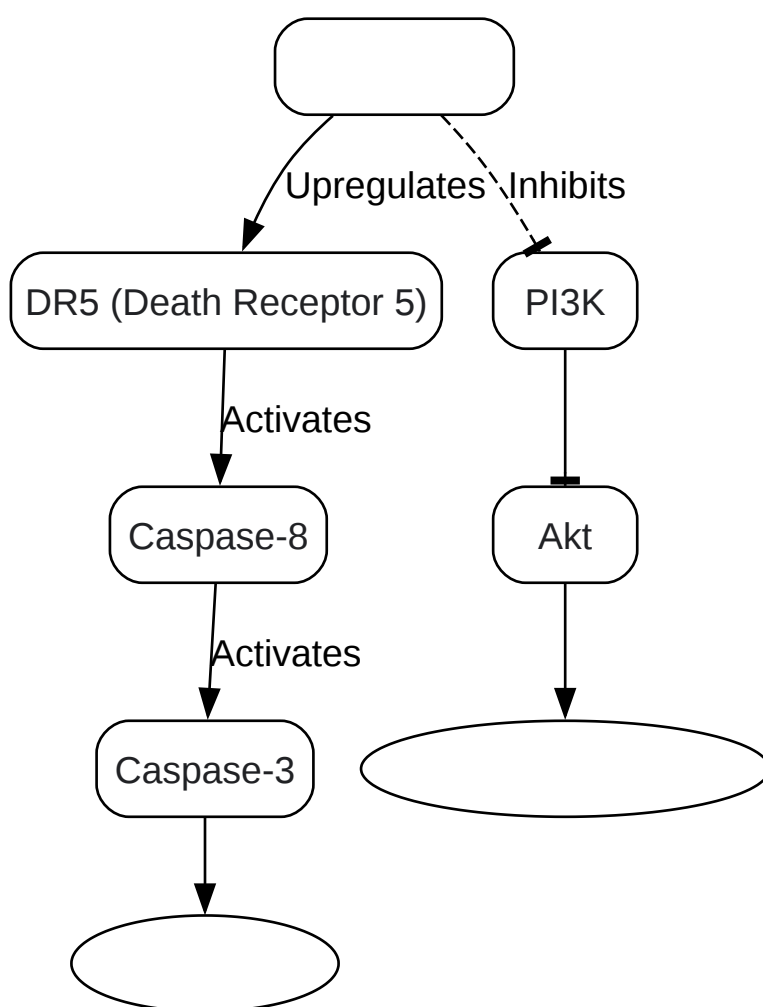 Upregulates
Inhibits
DR5 (Death Receptor 5)
PI3K
Activates
Caspase-8
Akt
Activates
Caspase-3